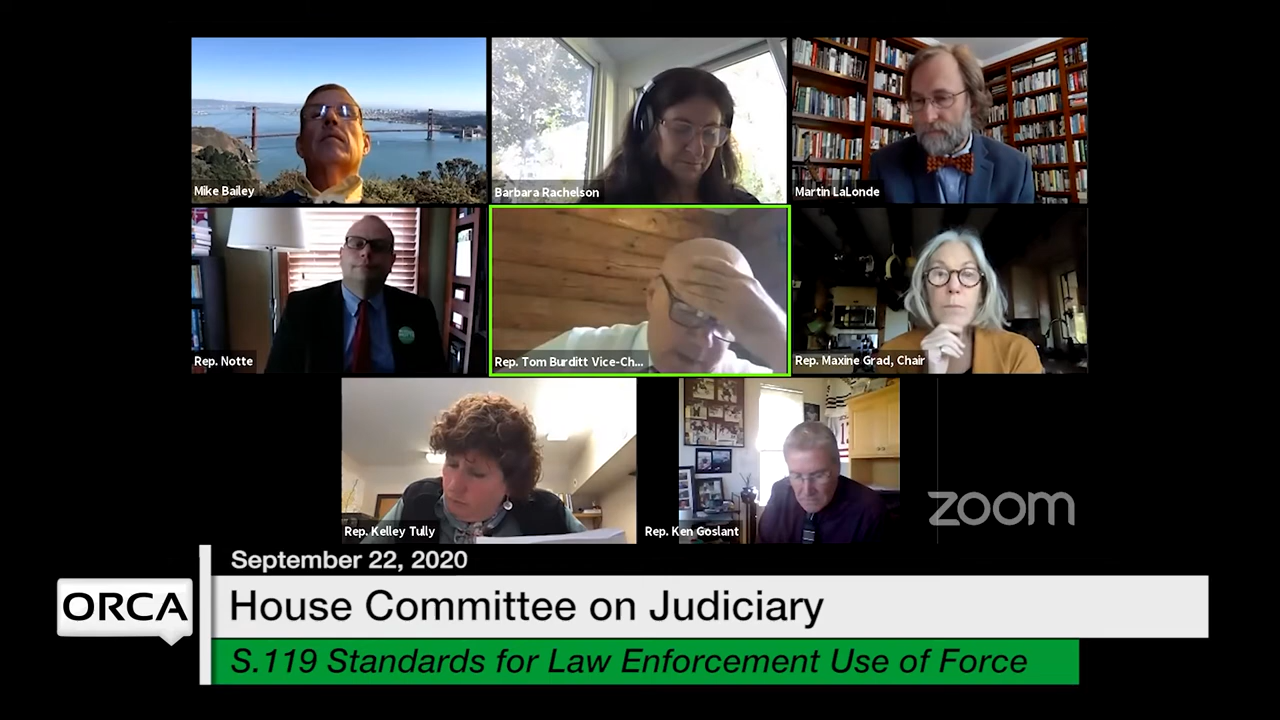 Mike Bailey
Barbara Rachelson
Martin LaLonde
Rep. Notte
Rep. Tom Burditt Vice-Ch...
Rep. Maxine Grad, Chair
Rep. Kelley Tully
Rep. Ken Goslant
zoom
September 22, 2020
ORCA
House Committee on Judiciary
S.119 Standards for Law Enforcement Use of Force